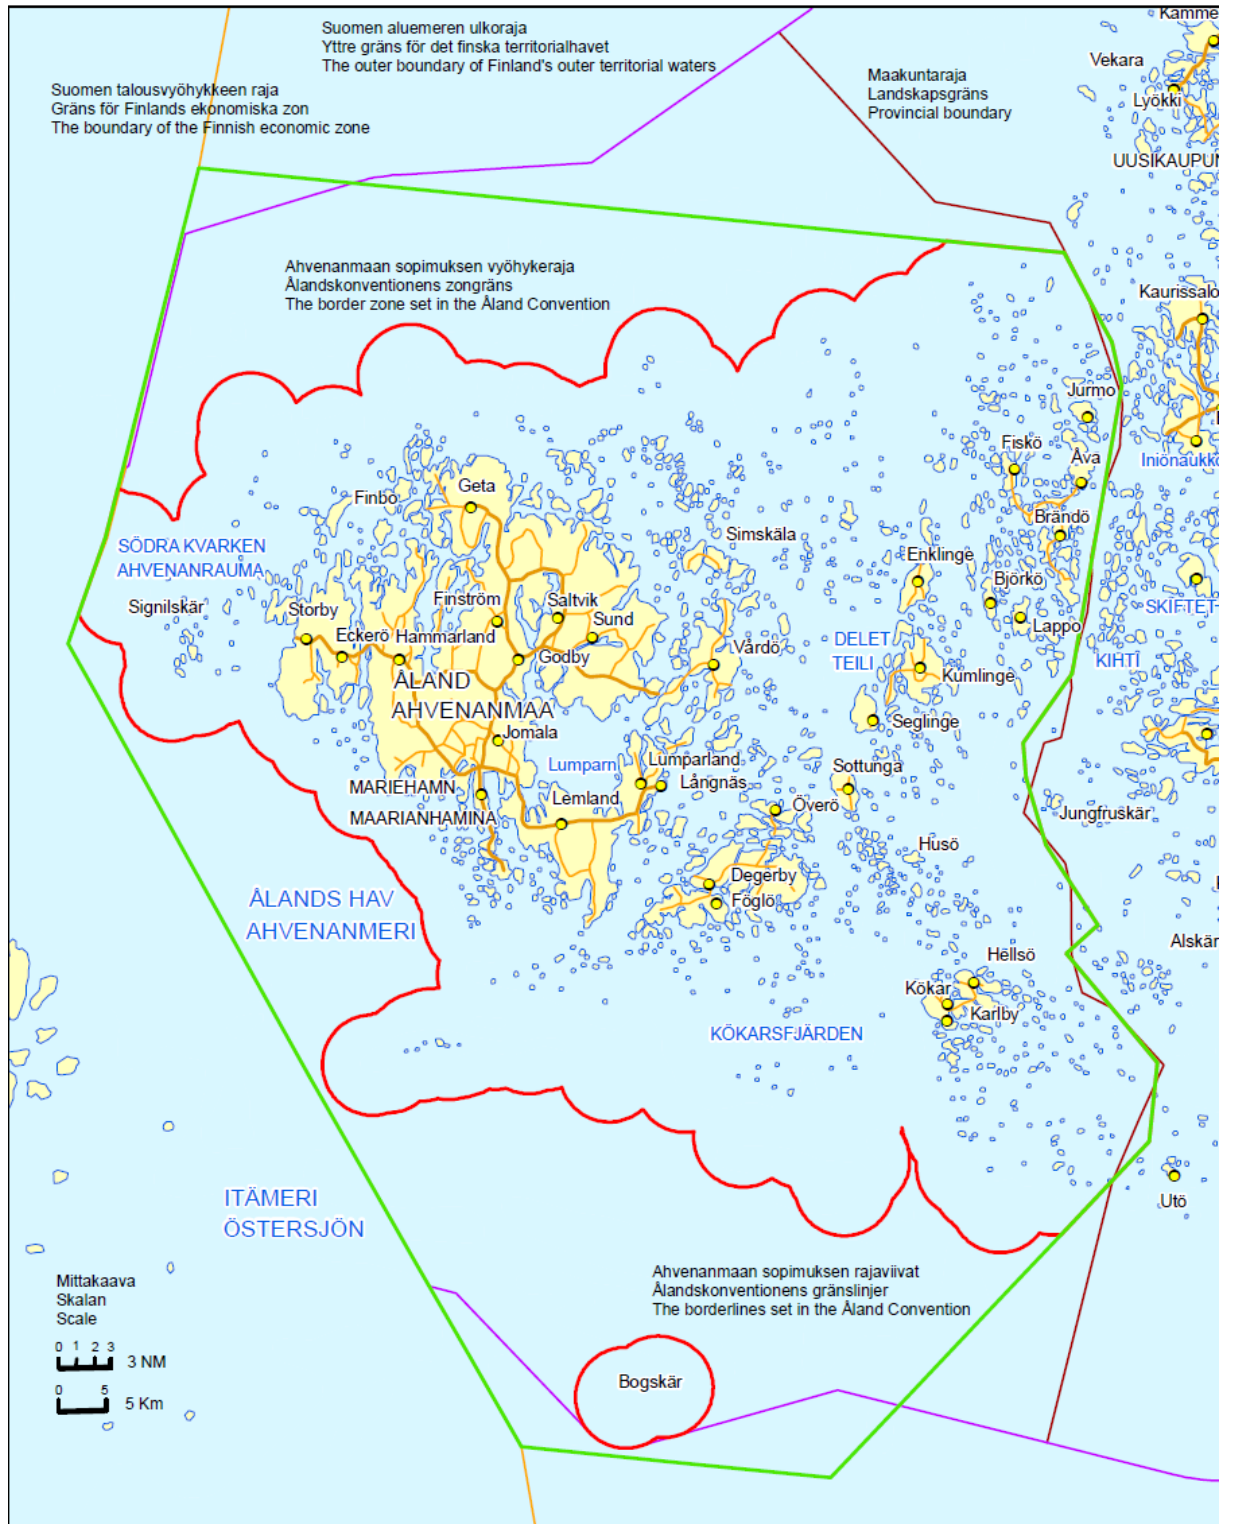 Suomen aluemeren ulkoraja
Yttre gräns för det finska territorialhavet
The outer boundary of Finland's outer territorial waters
Suomen talousvyöhykkeen raja
Gräns för Finlands ekonomiska zon
The boundary of the Finnish economic zone
Maakuntaraja
Landskapsgräns
Provincial boundary
Kamme
Vekara
Lyökki
UUSIKAUPUN
Ahvenanmaan sopimuksen vyöhykeraja
Ålandskonventionens zongräns
The border zone set in the Åland Convention
Kaurissalo
Jurmo
Fiskö
Åva
Iniönaukko
Geta
Finbo
Brändö
Simskäla
SÖDRA KVARKEN
AHVENANRAUMA
Enklinge
Björkö
Signilskär
Storby
Finström
Saltvik
Sund
SKIFTET
Eckerö
Hammarland
Lappo
DELET
TEILI
Vårdö
Godby
KIHTI
Kumlinge
ÅLAND
AHVENANMAA
Seglinge
Jomala
Lumparn
Lumparland
Sottunga
MARIEHAMN
Långnäs
Lemland
Överö
MAARIANHAMINA
Jungfruskär
Husö
Degerby
Föglö
ÅLANDS HAV
AHVENANMERI
Alskär
Hellsö
Kökar
Karlby
KÖKARSFJÄRDEN
ITÄMERI
ÖSTERSJÖN
Utö
Ahvenanmaan sopimuksen rajaviivat
Ålandskonventionens gränslinjer
The borderlines set in the Åland Convention
Mittakaava
Skalan
Scale
0 1 2 3
3 NM
0 5
5 Km
Bogskär